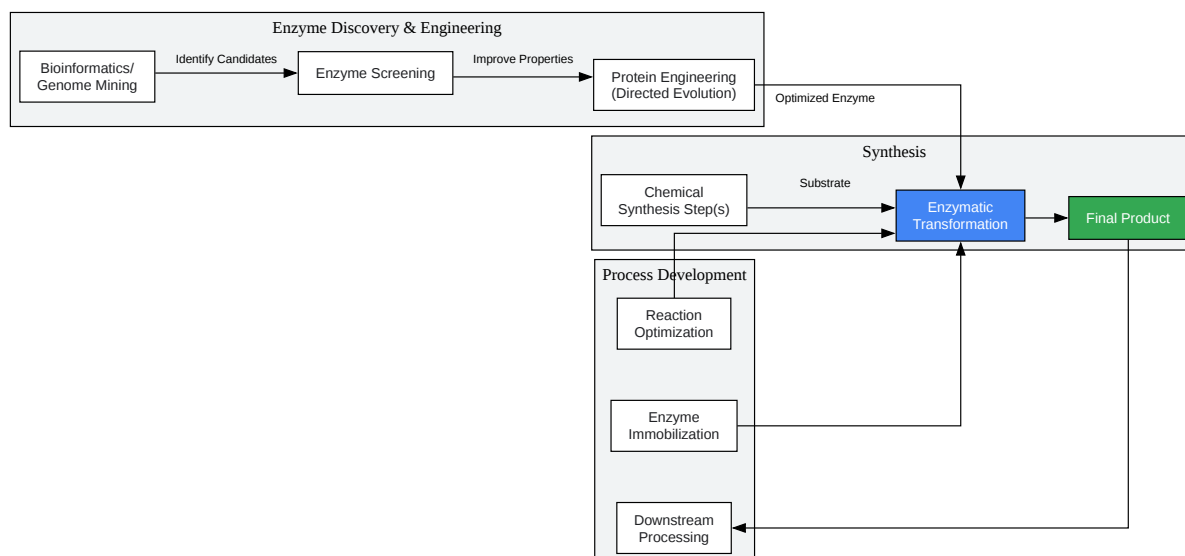 Enzyme Discovery & Engineering
Bioinformatics/
Genome Mining
Identify Candidates
Enzyme Screening
Improve Properties
Protein Engineering
(Directed Evolution)
Optimized Enzyme
Synthesis
Chemical
Synthesis Step(s)
Substrate
Enzymatic
Transformation
Final Product
Process Development
Reaction
Optimization
Enzyme
Immobilization
Downstream
Processing